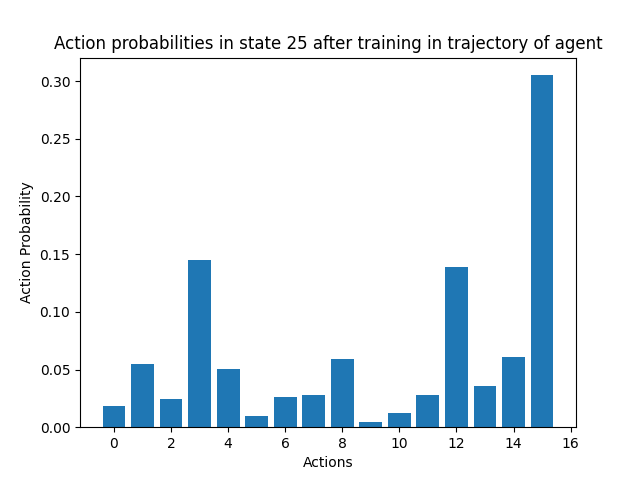 Action probabilities in state 25 after training in trajectory of agent
0.30
0.25
0.20
0.15
0.10
0.05
0.00
Action Probability
0 2 4 6 8 10 12 14 16
Actions